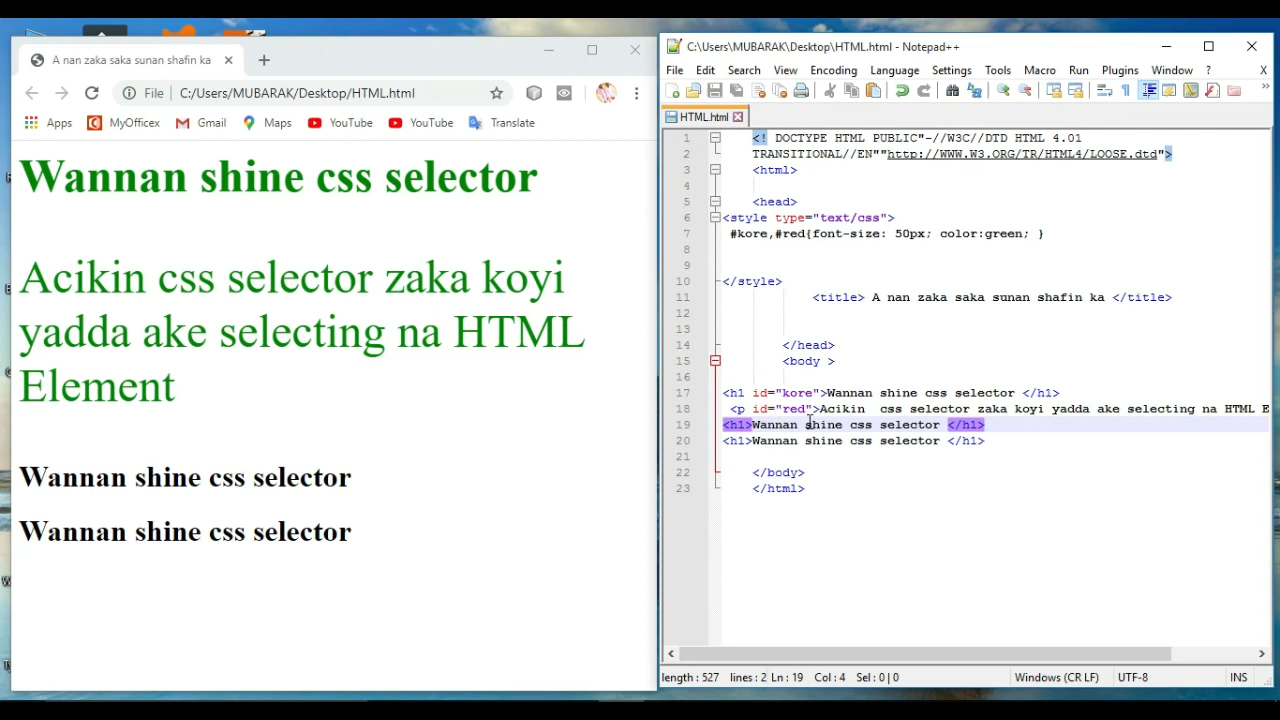 A nan zaka saka sunan shafin ka
File
C:/Users/MUBARAK/Desktop/HTML.html
Apps
MyOfficex
Gmail
Maps
YouTube
YouTube
Translate
Wannan shine css selector
Acikin css selector zaka koyi
yadda ake selecting na HTML
Element
Wannan shine css selector
Wannan shine css selector
C:\Users\MUBARAK\Desktop\HTML.html - Notepad++
File Edit Search View Encoding Language Settings Tools Macro Run Plugins Window ? X
HTML.html
1 <! DOCTYPE HTML PUBLIC"-//W3C//DTD HTML 4.01
2 TRANSITIONAL//EN""http://WWW.W3.ORG/TR/HTML4/LOOSE.dtd">
3 <html>
4
5 <head>
6 <style type="text/css">
7 #kore,#red{font-size: 50px; color:green; }
8
9
10 </style>
11 <title> A nan zaka saka sunan shafin ka </title>
12
13
14 </head>
15 <body >
16
17 <h1 id="kore">Wannan shine css selector </h1>
18 <p id="red">Acikin css selector zaka koyi yadda ake selecting na HTML E
19 <h1>Wannan shine css selector </h1>
20 <h1>Wannan shine css selector </h1>
21
22 </body>
23 </html>
length : 527 lines : 2 Ln : 19 Col : 4 Sel : 0 | 0 Windows (CR LF) UTF-8 INS